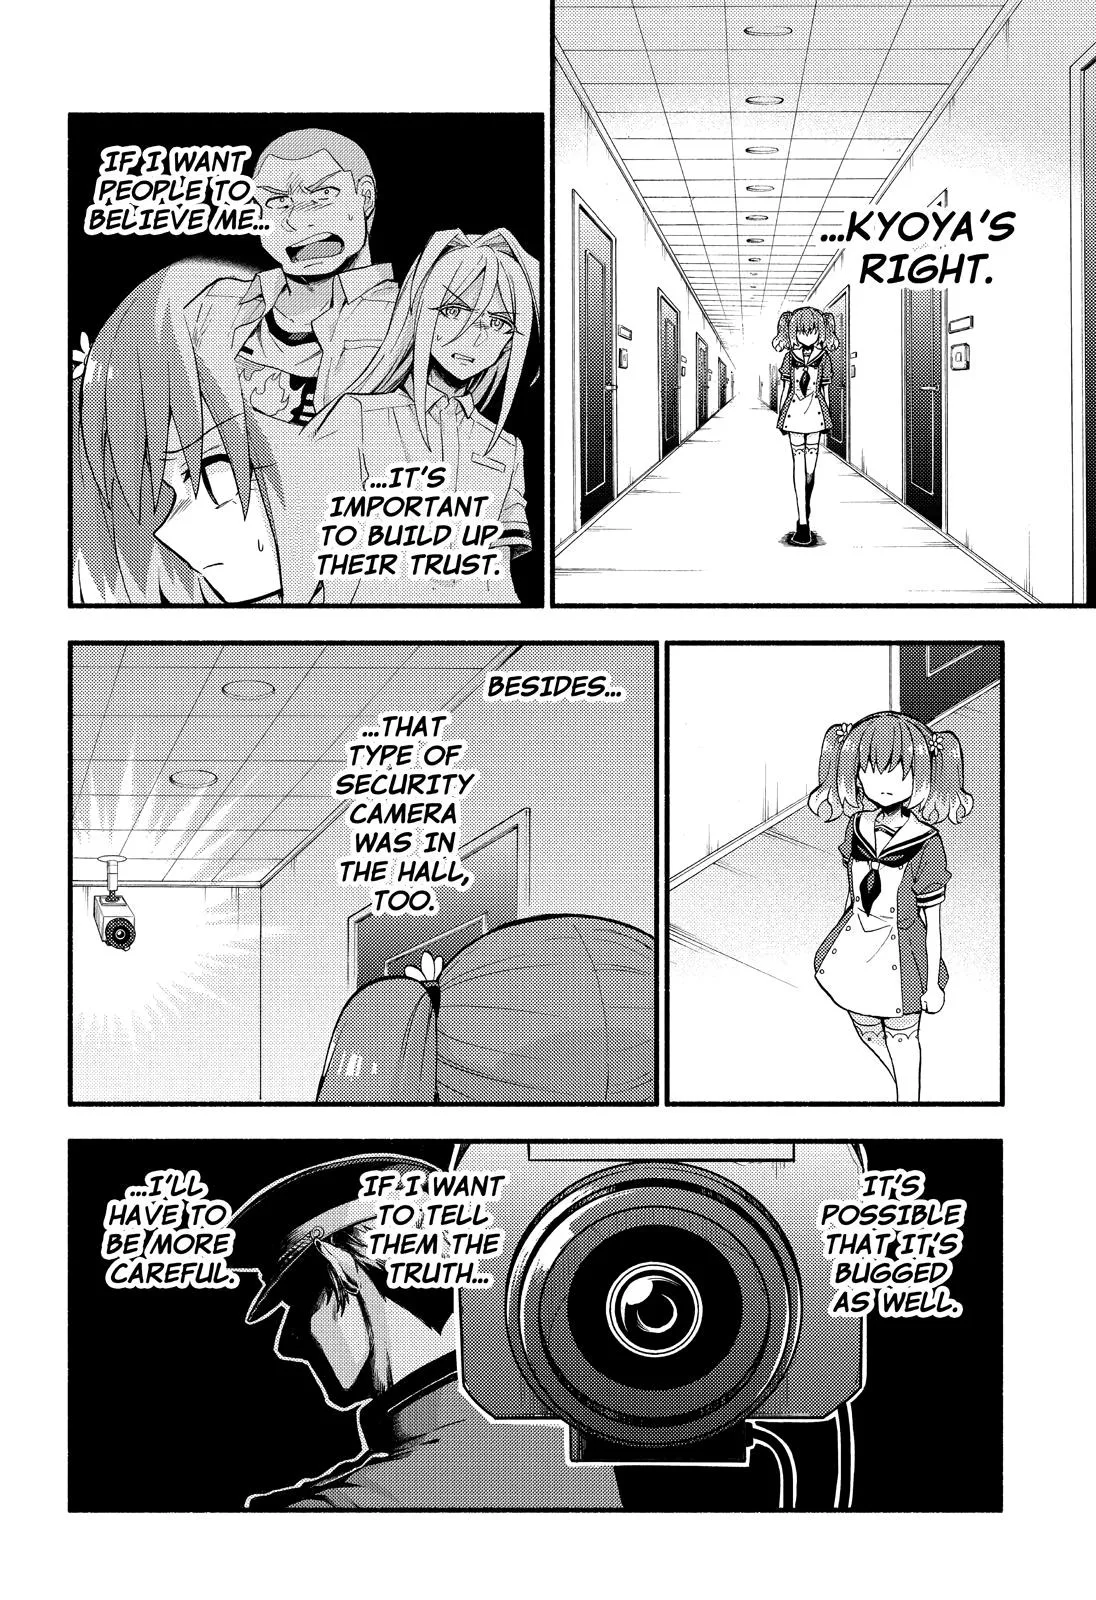 ...KYOYA'S
RIGHT.
IF I WANT
PEOPLE TO
BELIEVE ME...
...IT'S
IMPORTANT
TO BUILD UP
THEIR TRUST.
BESIDES...
...THAT
TYPE OF
SECURITY
CAMERA
WAS IN
THE HALL,
TOO.
IT'S
POSSIBLE
THAT IT'S
BUGGED
AS WELL.
IF I WANT
TO TELL
THEM THE
TRUTH...
...I'LL
HAVE TO
BE MORE
CAREFUL.